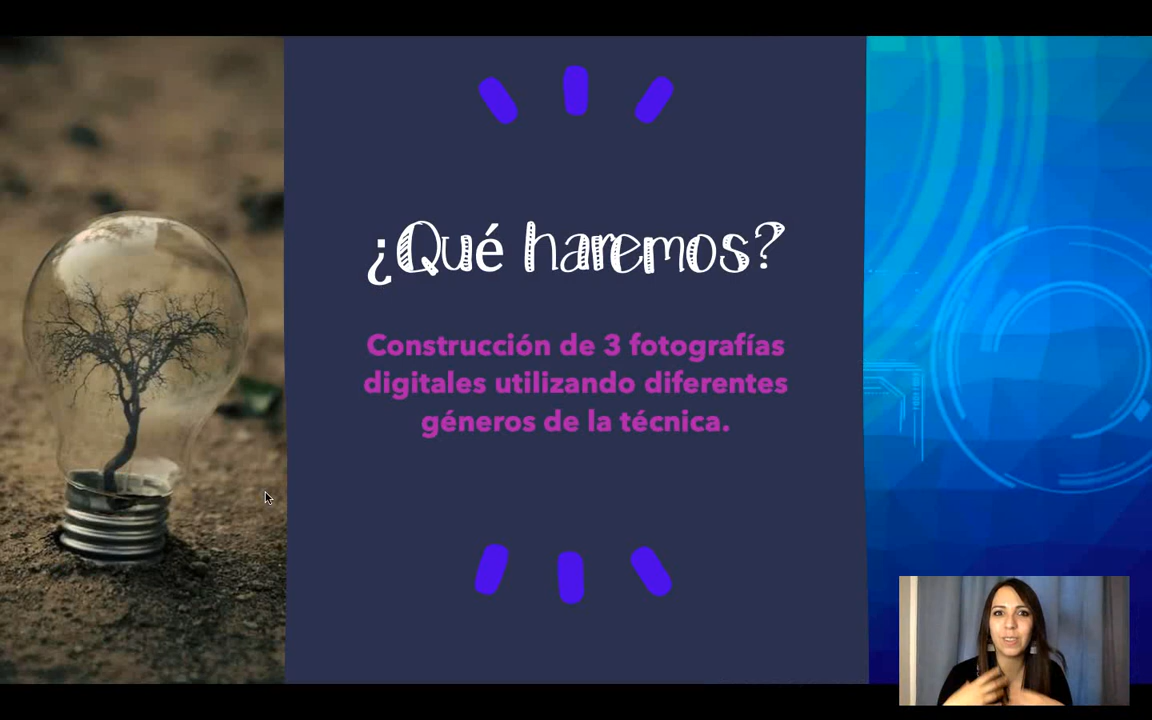 ¿Qué haremos?
Construcción de 3 fotografías
digitales utilizando diferentes
géneros de la técnica.